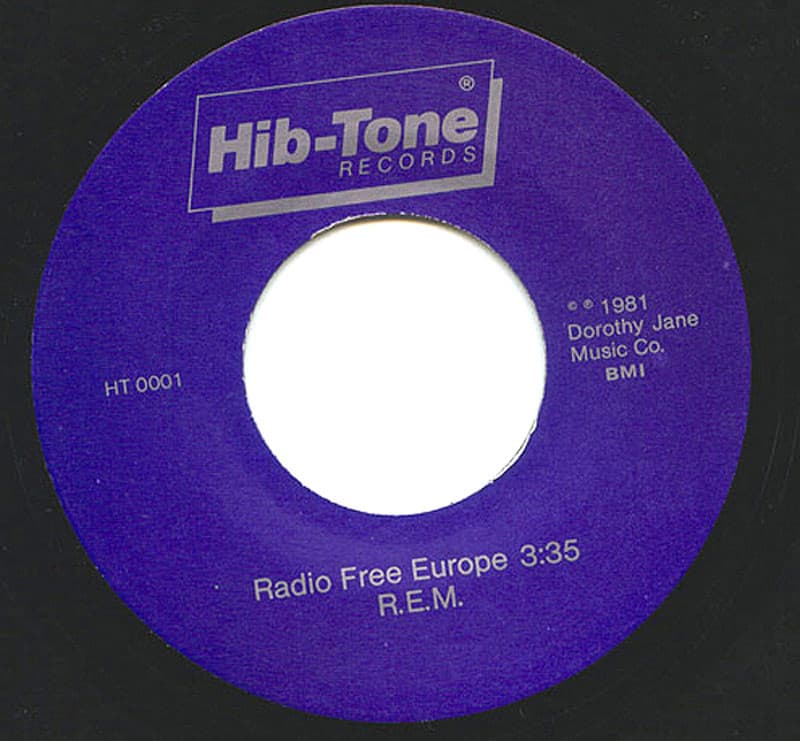 Hib-Tone®
RECORDS
© ℗ 1981
Dorothy Jane
Music Co.
BMI
HT 0001
Radio Free Europe 3:35
R.E.M.